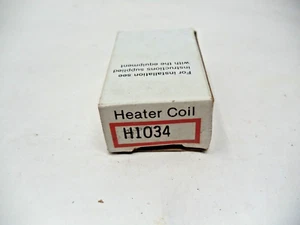 For installation see
instructions supplied
with the equipment
Heater Coil
H1034